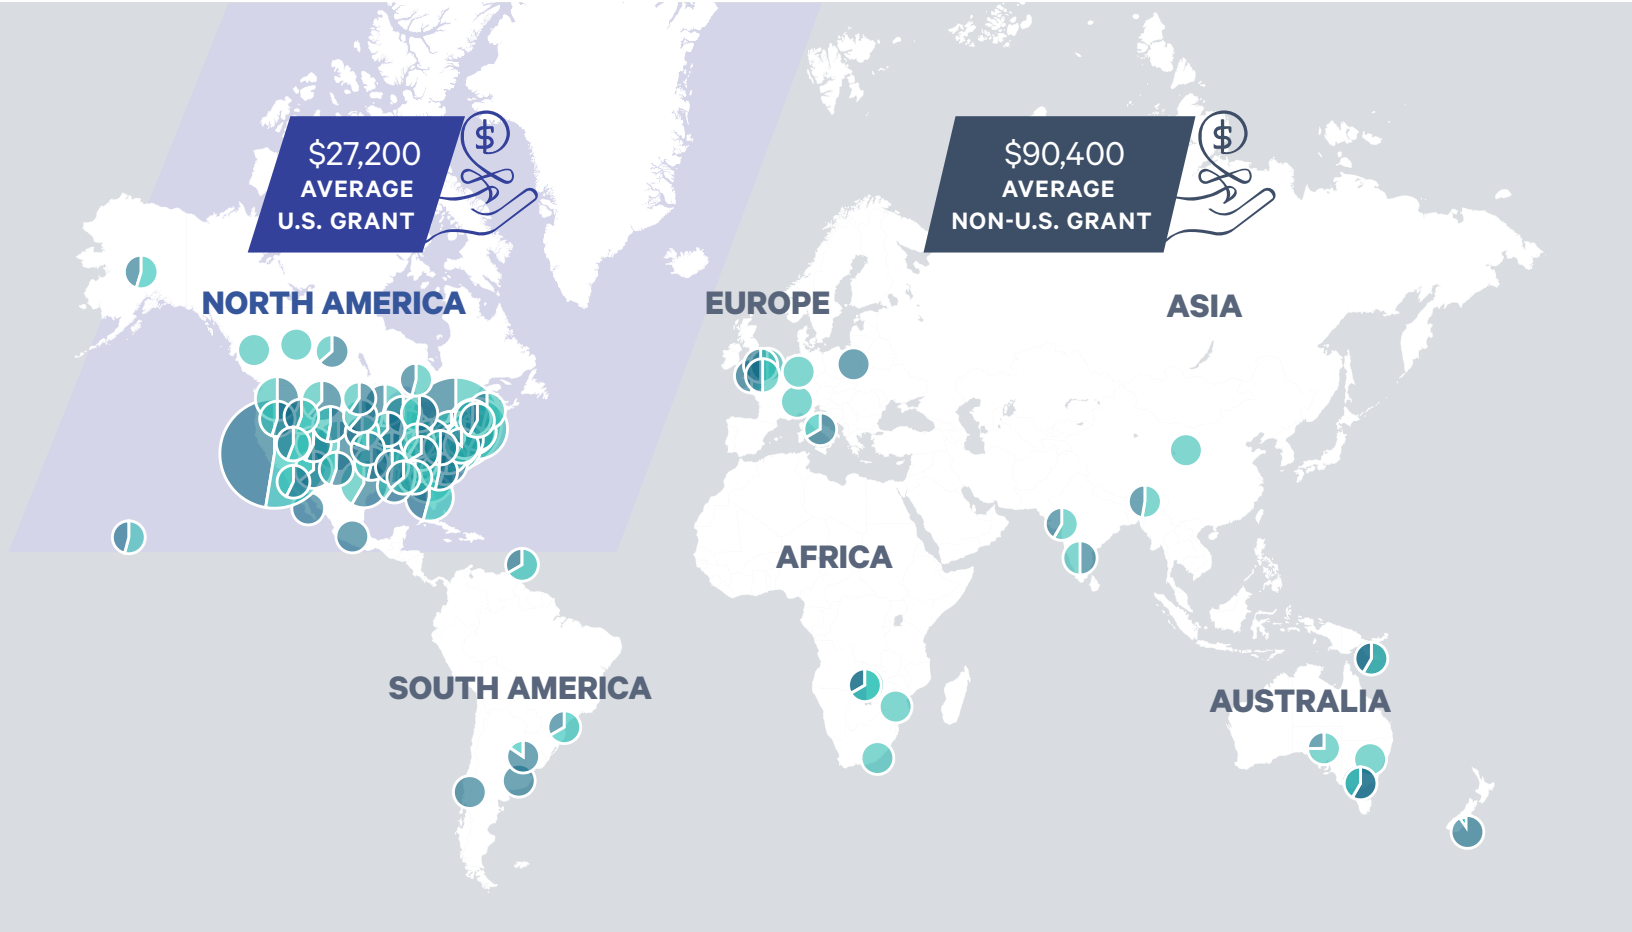 $
$27,200
AVERAGE
U.S. GRANT
$
$90,400
AVERAGE
NON-U.S. GRANT
NORTH AMERICA
EUROPE
ASIA
AFRICA
SOUTH AMERICA
AUSTRALIA